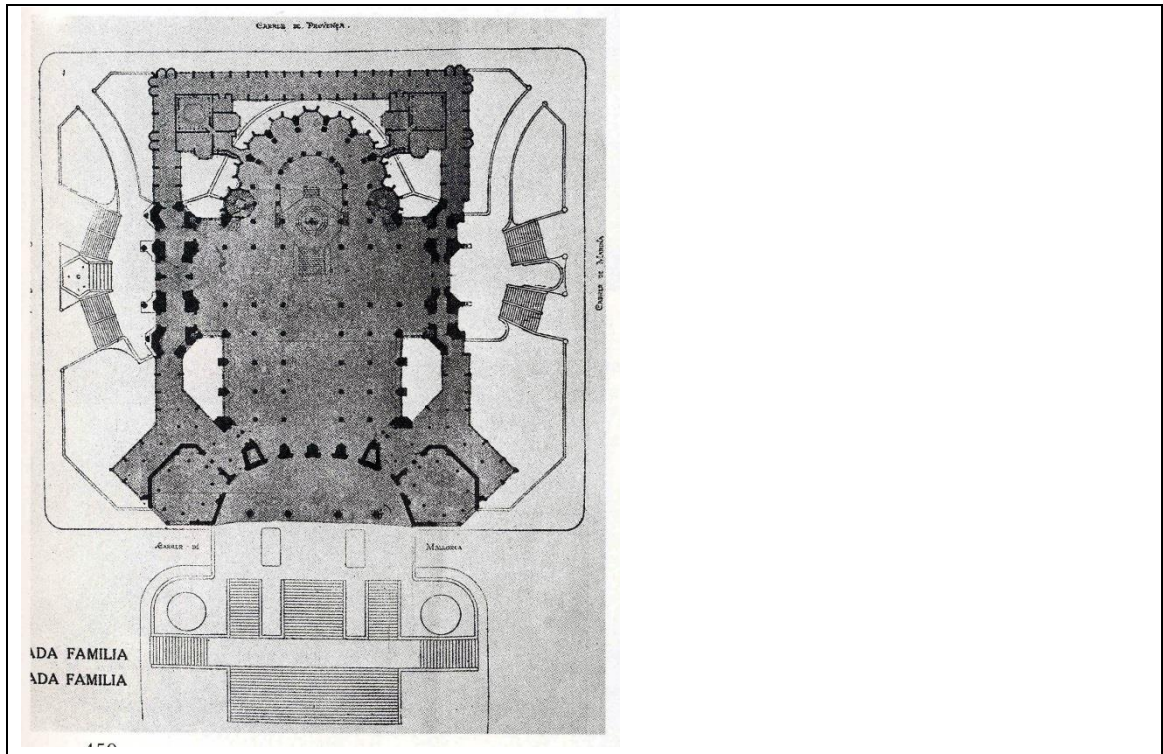 CARRER DE PROVENÇA.
CARRER DE MARINA
CARRER DE MALLORCA
ADA FAMILIA
ADA FAMILIA